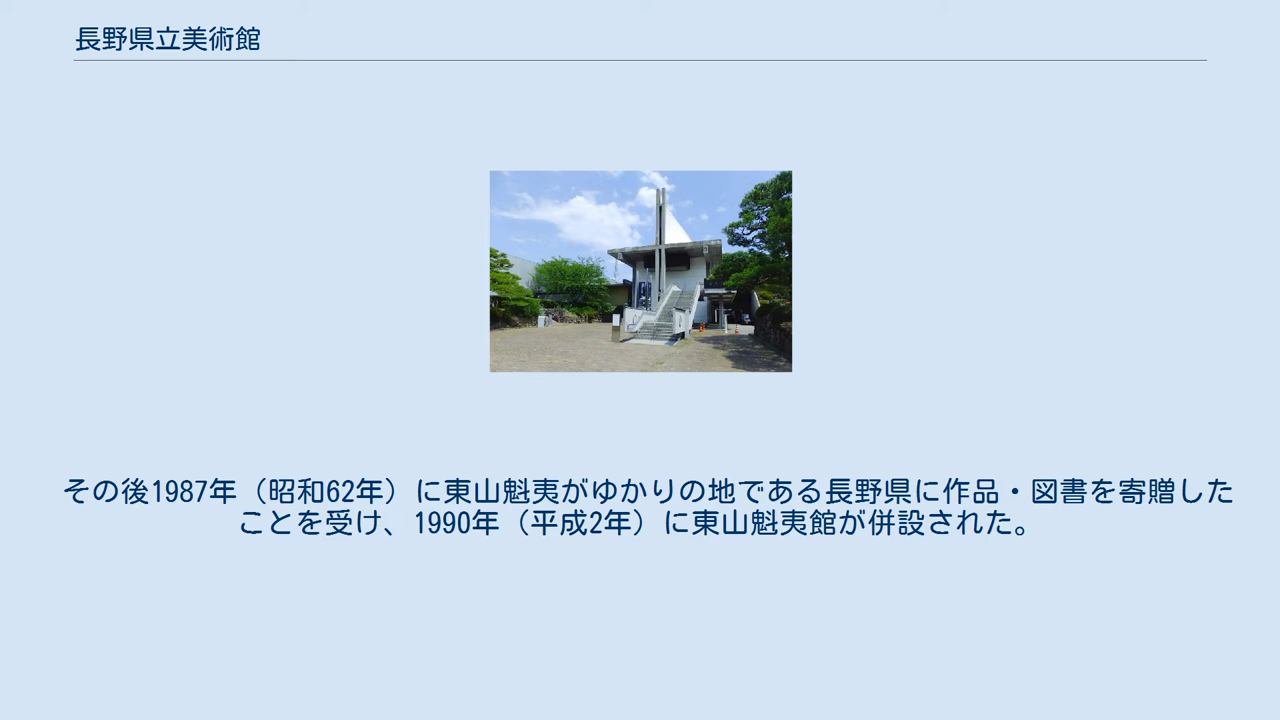 長野県立美術館
その後1987年（昭和62年）に東山魁夷がゆかりの地である長野県に作品・図書を寄贈した
ことを受け、1990年（平成2年）に東山魁夷館が併設された。